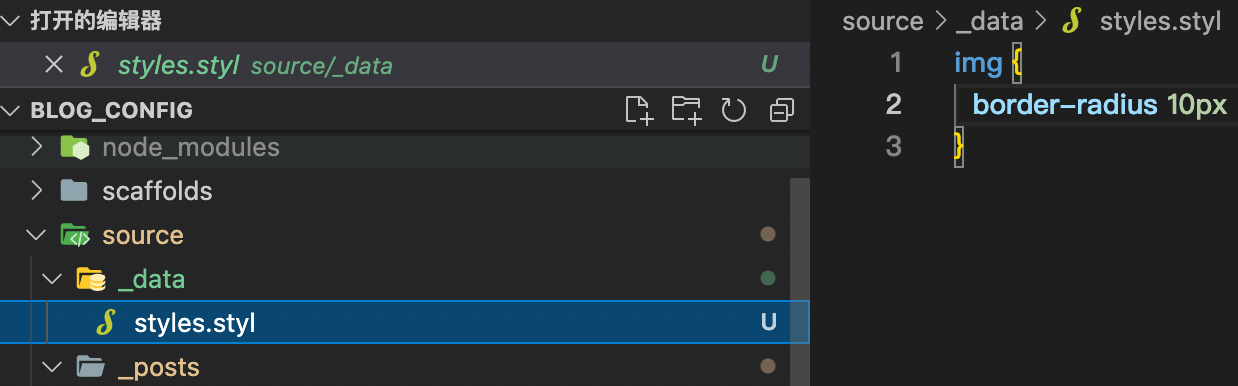 打开的编辑器
styles.styl source/_data U
BLOG_CONFIG
node_modules
scaffolds
source
_data
styles.styl U
_posts
source > _data > styles.styl
1 img {
2 border-radius 10px
3 }